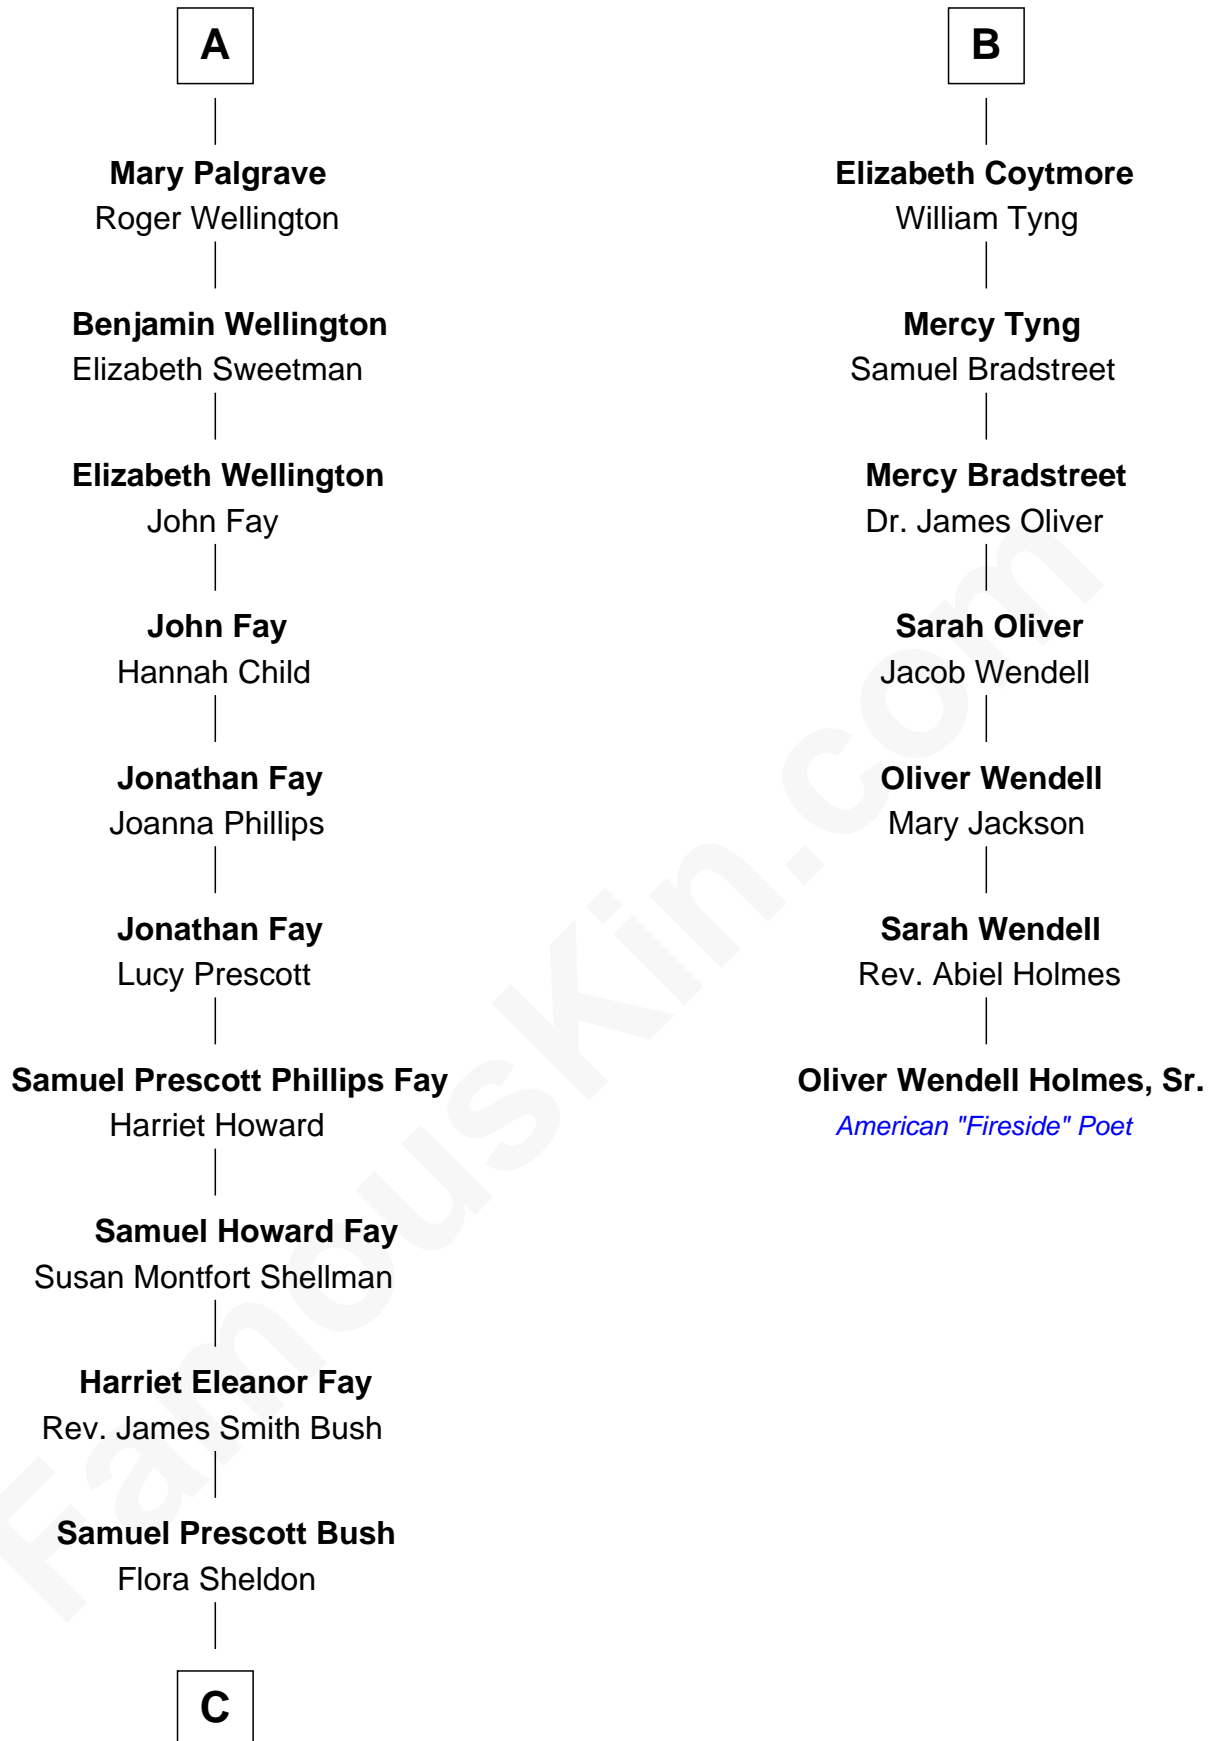 A
Mary Palgrave
Roger Wellington
Benjamin Wellington
Elizabeth Sweetman
Elizabeth Wellington
John Fay
John Fay
Hannah Child
Jonathan Fay
Joanna Phillips
Jonathan Fay
Lucy Prescott
Samuel Prescott Phillips Fay
Harriet Howard
Samuel Howard Fay
Susan Montfort Shellman
Harriet Eleanor Fay
Rev. James Smith Bush
Samuel Prescott Bush
Flora Sheldon
C
B
Elizabeth Coytmore
William Tyng
Mercy Tyng
Samuel Bradstreet
Mercy Bradstreet
Dr. James Oliver
Sarah Oliver
Jacob Wendell
Oliver Wendell
Mary Jackson
Sarah Wendell
Rev. Abiel Holmes
Oliver Wendell Holmes, Sr.
American "Fireside" Poet
FamousKin.com